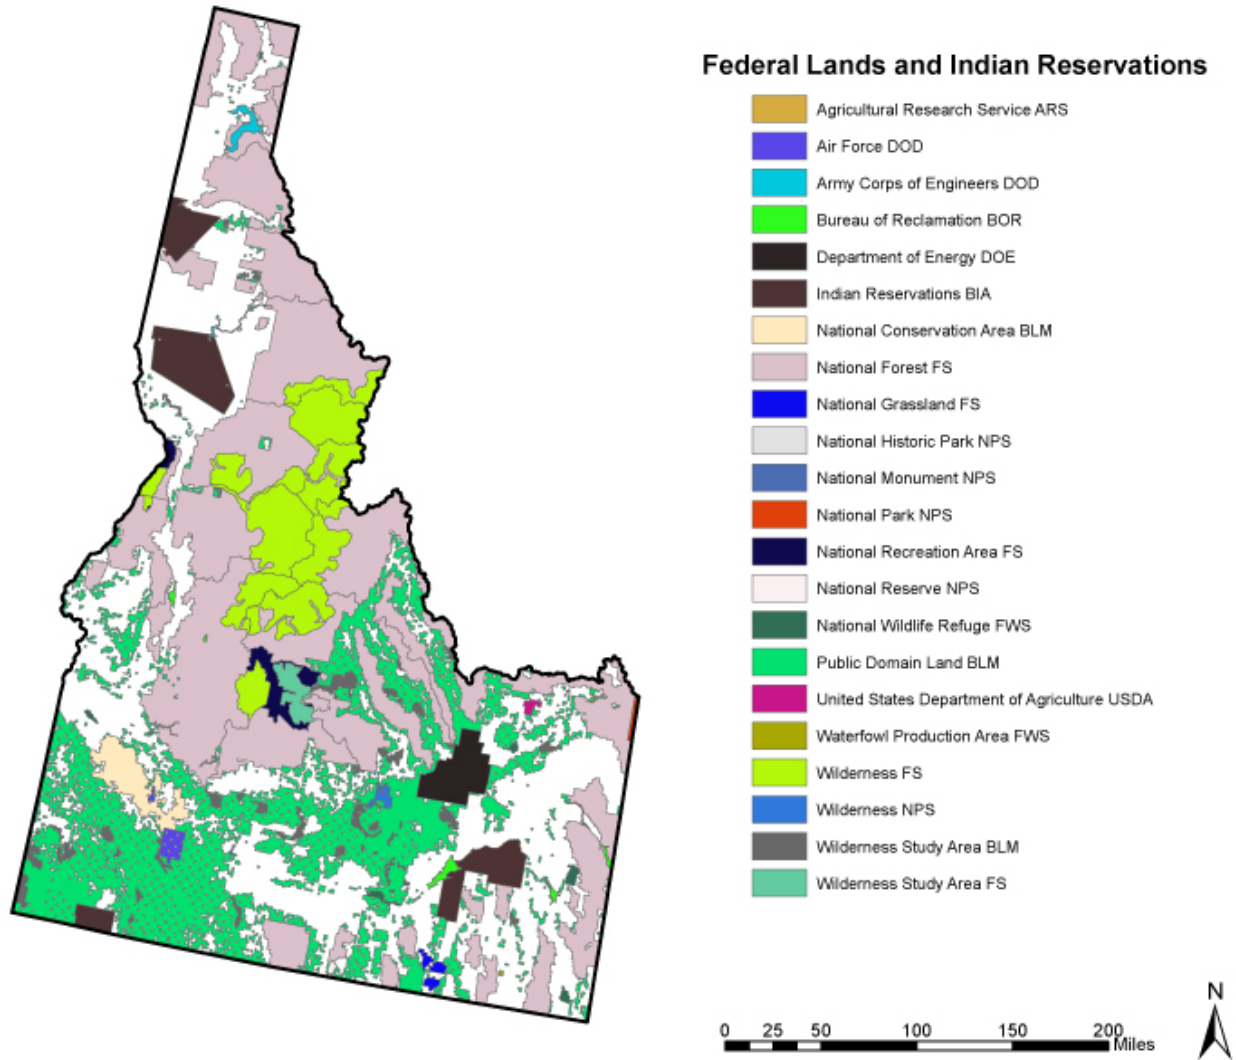 Federal Lands and Indian Reservations
Agricultural Research Service ARS
Air Force DOD
Army Corps of Engineers DOD
Bureau of Reclamation BOR
Department of Energy DOE
Indian Reservations BIA
National Conservation Area BLM
National Forest FS
National Grassland FS
National Historic Park NPS
National Monument NPS
National Park NPS
National Recreation Area FS
National Reserve NPS
National Wildlife Refuge FWS
Public Domain Land BLM
United States Department of Agriculture USDA
Waterfowl Production Area FWS
Wilderness FS
Wilderness NPS
Wilderness Study Area BLM
Wilderness Study Area FS
N
0 25 50 100 150 200
Miles